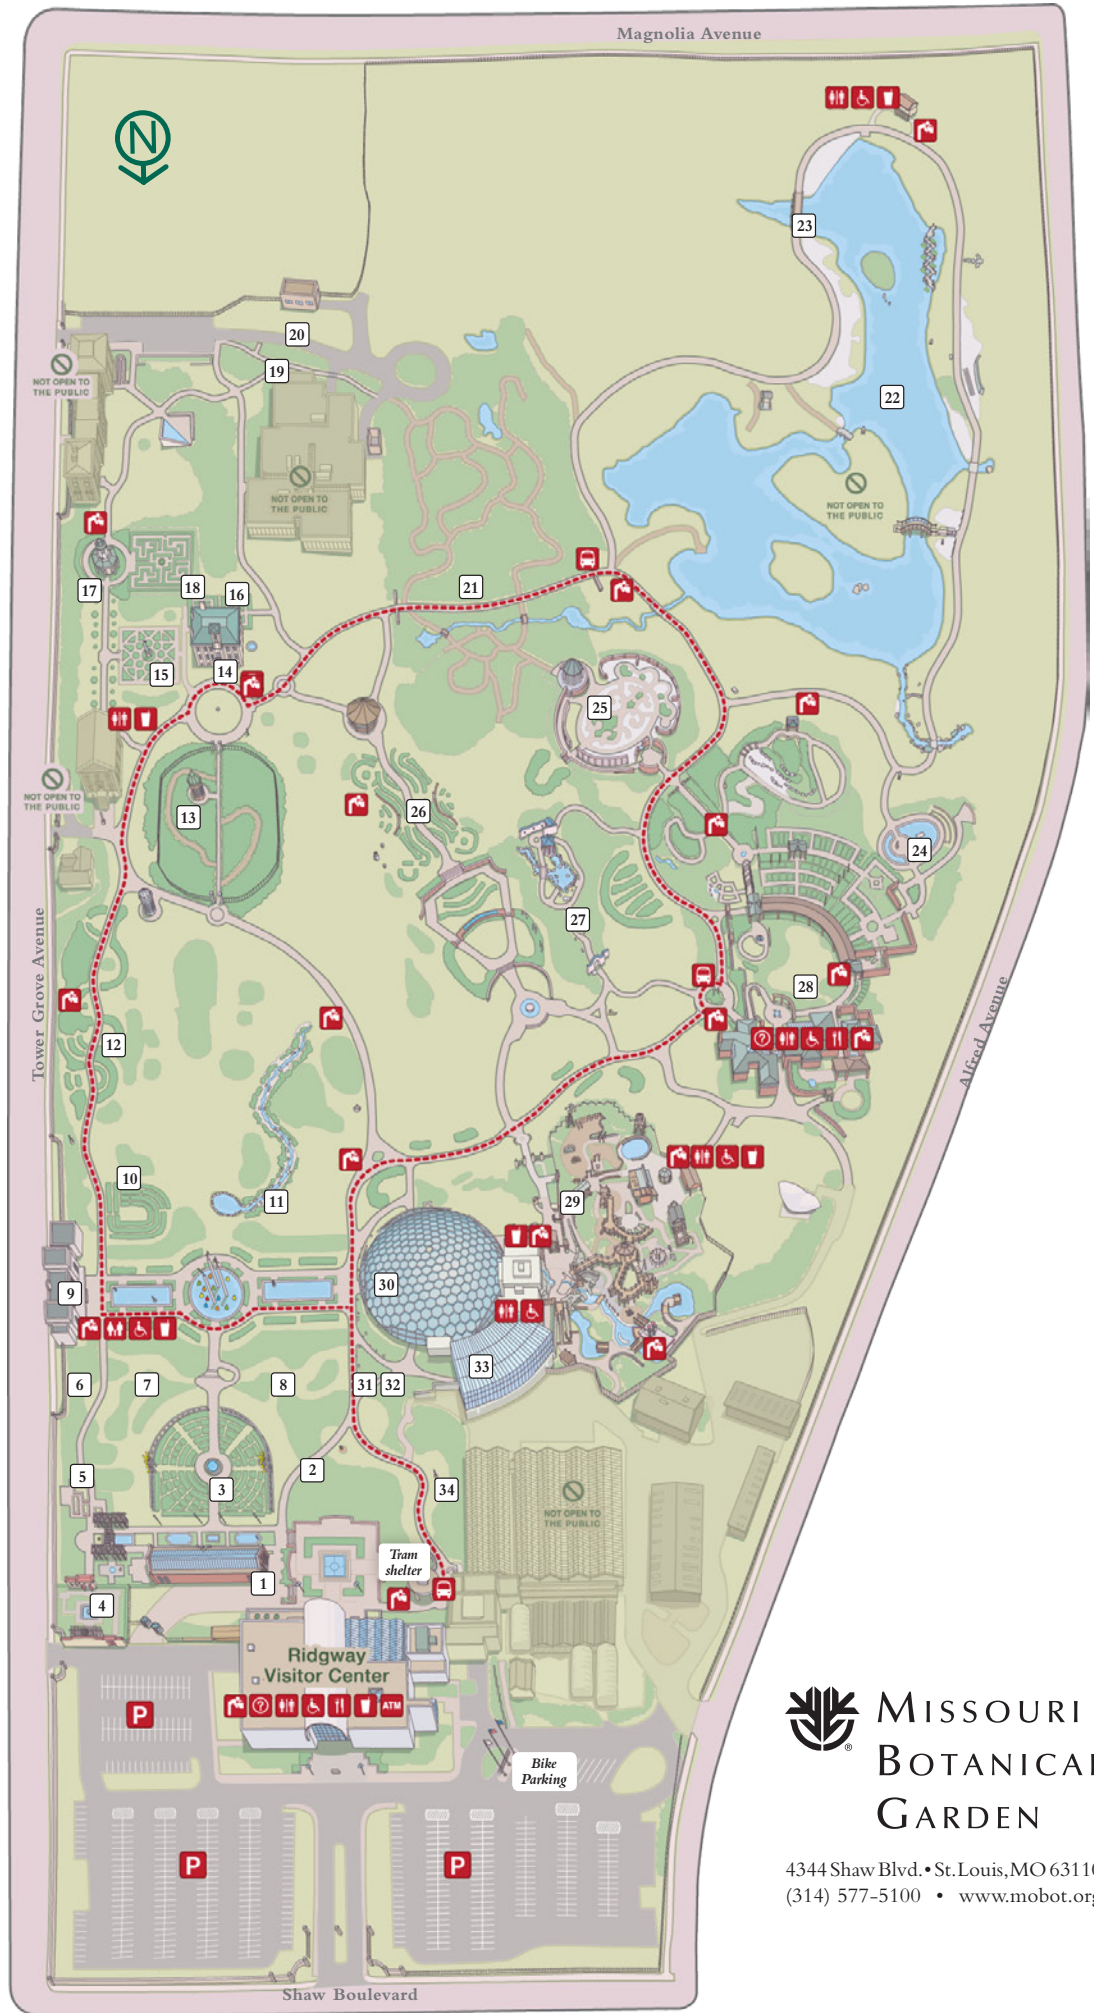 Magnolia Avenue
N
23
20
NOT OPEN TO
THE PUBLIC
19
22
NOT OPEN TO
THE PUBLIC
NOT OPEN TO
THE PUBLIC
17
18
16
21
15
14
25
NOT OPEN TO
THE PUBLIC
13
26
24
27
Tower Grove Avenue
28
Alfred Avenue
12
?
10
11
29
9
30
33
6
7
8
31
32
5
3
2
34
NOT OPEN TO
THE PUBLIC
Tram
shelter
1
4
Ridgway
Visitor Center
? ATM
P
Bike
Parking
MISSOURI
BOTANICAL
GARDEN
®
P
P
4344 Shaw Blvd. • St. Louis, MO 63110
(314) 577-5100 • www.mobot.org
Shaw Boulevard